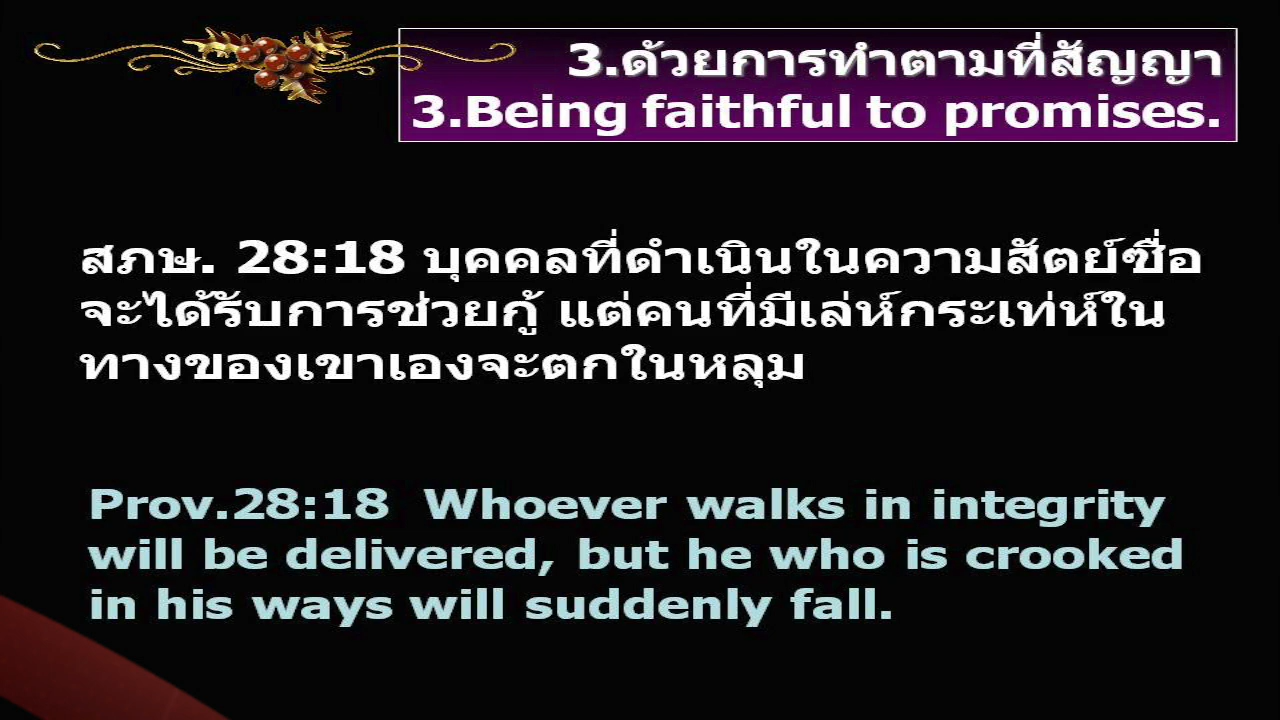 3.ด้วยการทำตามที่สัญญา
3.Being faithful to promises.
สภษ. 28:18 บุคคลที่ดำเนินในความสัตย์ซื่อ
จะได้รับการช่วยกู้ แต่คนที่มีเล่ห์กระเท่ห์ใน
ทางของเขาเองจะตกในหลุม
Prov.28:18 Whoever walks in integrity
will be delivered, but he who is crooked
in his ways will suddenly fall.